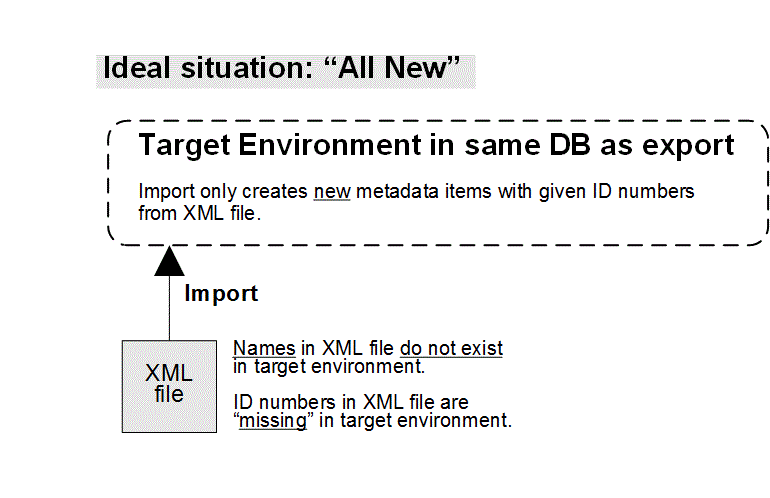 Ideal situation: “All New”
Target Environment in same DB as export
Import only creates new metadata items with given ID numbers
from XML file.
Import
XML
file
Names in XML file do not exist
in target environment.
ID numbers in XML file are
“missing” in target environment.